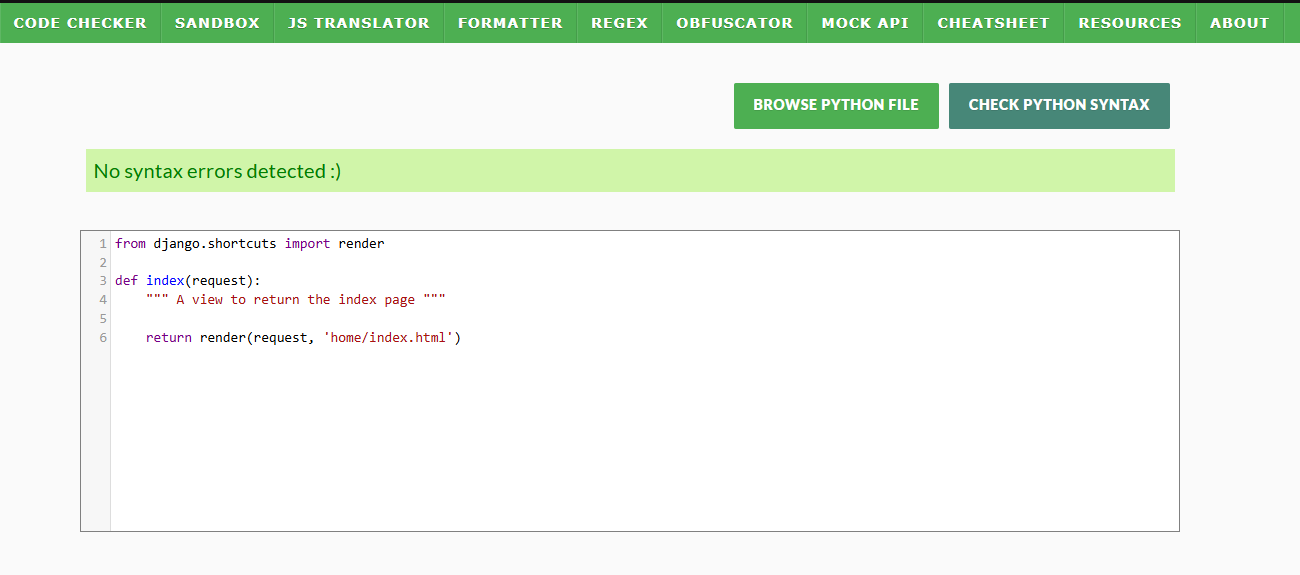 CODE CHECKER SANDBOX JS TRANSLATOR FORMATTER REGEX OBFUSCATOR MOCK API CHEATSHEET RESOURCES ABOUT
BROWSE PYTHON FILE CHECK PYTHON SYNTAX
No syntax errors detected :)
1 from django.shortcuts import render
2
3 def index(request):
4     """ A view to return the index page """
5
6     return render(request, 'home/index.html')